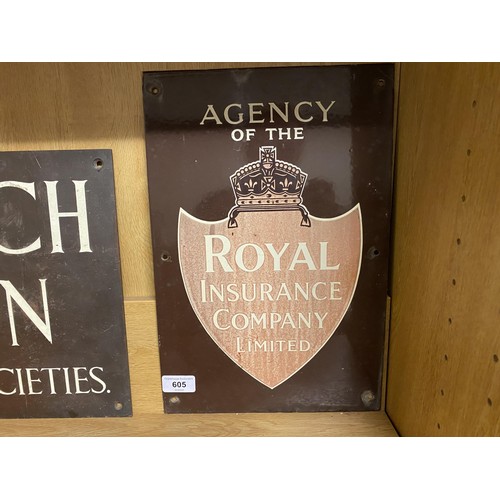 CH
N
CIETIES.
AGENCY
OF THE
ROYAL
INSURANCE
COMPANY
LIMITED
605